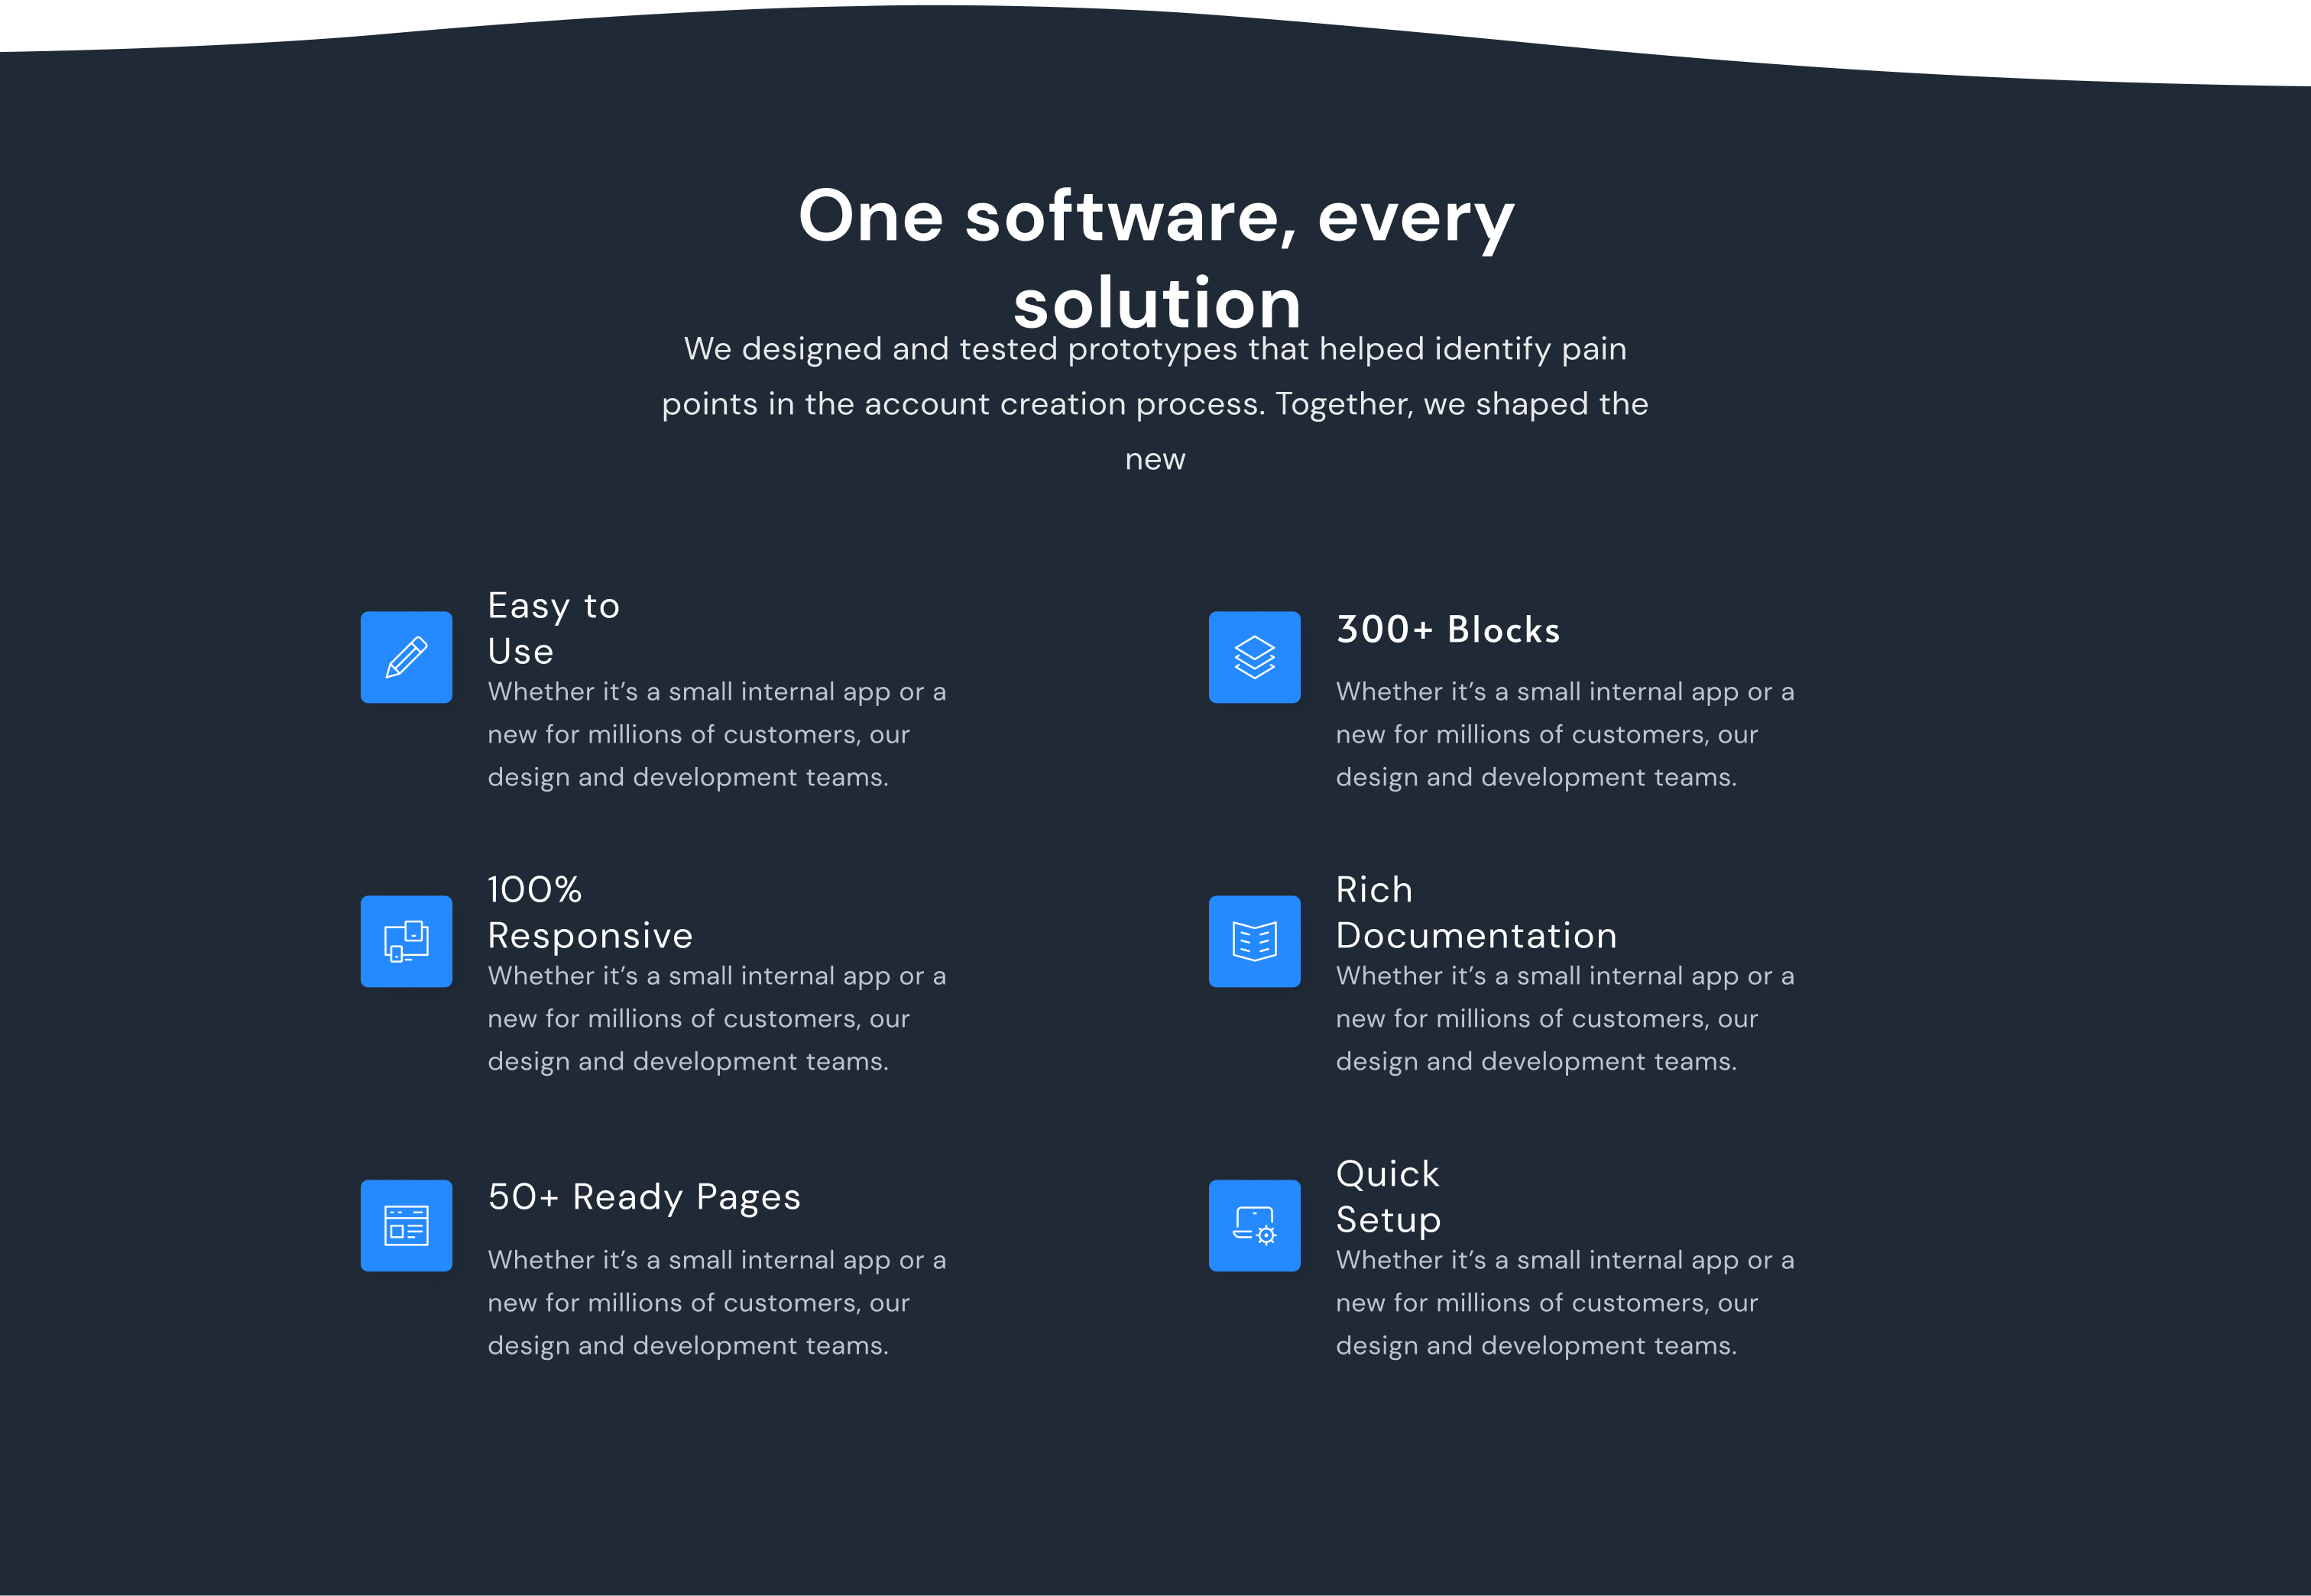 One software, every
solution
We designed and tested prototypes that helped identify pain
points in the account creation process. Together, we shaped the
new
Easy to
Use
Whether it’s a small internal app or a
new for millions of customers, our
design and development teams.
300+ Blocks
Whether it’s a small internal app or a
new for millions of customers, our
design and development teams.
100%
Responsive
Whether it’s a small internal app or a
new for millions of customers, our
design and development teams.
Rich
Documentation
Whether it’s a small internal app or a
new for millions of customers, our
design and development teams.
50+ Ready Pages
Whether it’s a small internal app or a
new for millions of customers, our
design and development teams.
Quick
Setup
Whether it’s a small internal app or a
new for millions of customers, our
design and development teams.